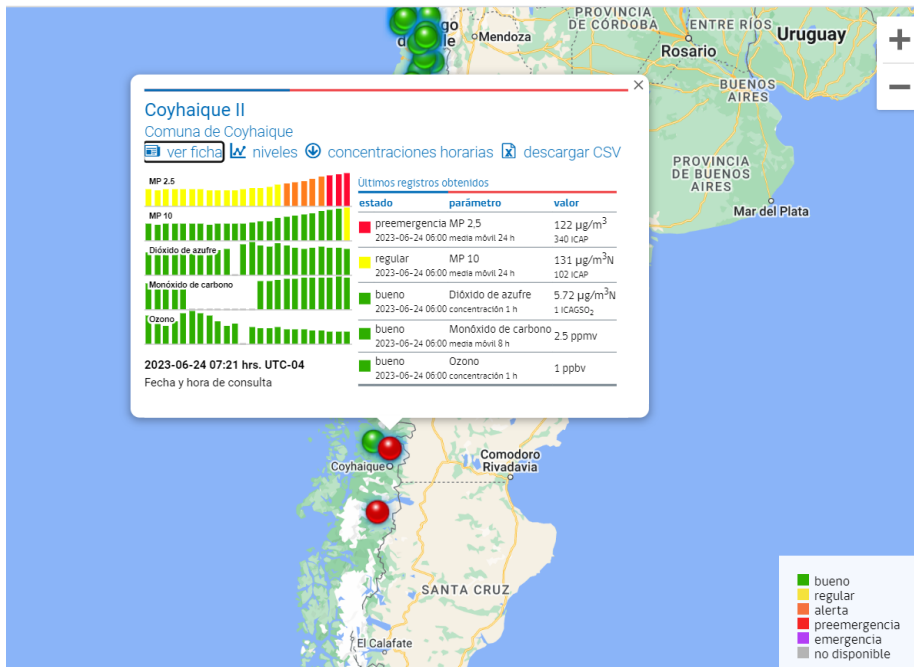 PROVINCIA
DE CÓRDOBA
ENTRE RÍOS
Uruguay
go
de
le
Mendoza
Rosario
+
−
BUENOS
AIRES
×
Coyhaique II
Comuna de Coyhaique
ver ficha niveles concentraciones horarias descargar CSV
MP 2.5
MP 10
Dióxido de azufre
Monóxido de carbono
Ozono
Últimos registros obtenidos
estado parámetro valor
preemergencia MP 2,5 122 µg/m³
2023-06-24 06:00 media móvil 24 h 340 ICAP
regular MP 10 131 µg/m³N
2023-06-24 06:00 media móvil 24 h 102 ICAP
bueno Dióxido de azufre 5.72 µg/m³N
2023-06-24 06:00 concentración 1 h 1 ICAGSO₂
bueno Monóxido de carbono 2.5 ppmv
2023-06-24 06:00 media móvil 8 h
bueno Ozono 1 ppbv
2023-06-24 06:00 concentración 1 h
2023-06-24 07:21 hrs. UTC-04
Fecha y hora de consulta
PROVINCIA
DE BUENOS
AIRES
Mar del Plata
Coyhaique
Comodoro
Rivadavia
SANTA CRUZ
El Calafate
bueno
regular
alerta
preemergencia
emergencia
no disponible